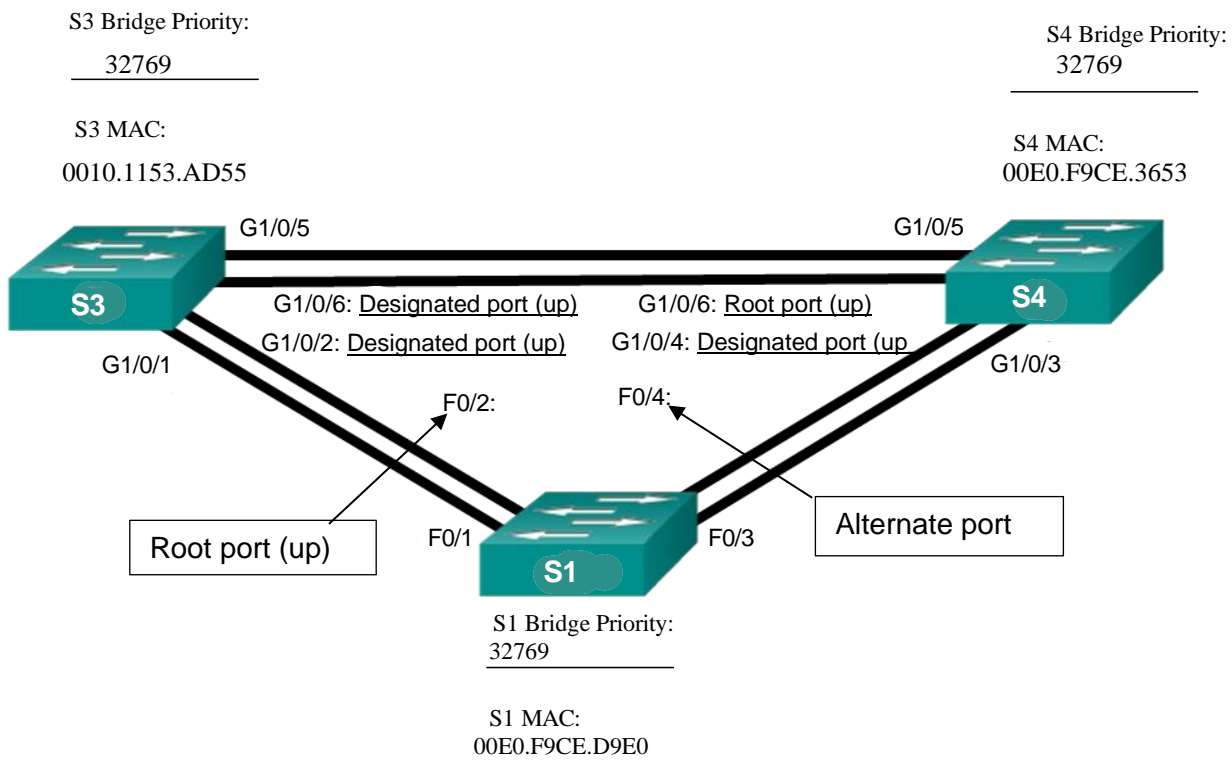 S3 Bridge Priority:
32769
S4 Bridge Priority:
32769
S3 MAC:
0010.1153.AD55
S4 MAC:
00E0.F9CE.3653
G1/0/5
G1/0/5
S3
S4
G1/0/6: Designated port (up)
G1/0/6: Root port (up)
G1/0/2: Designated port (up)
G1/0/4: Designated port (up
G1/0/1
G1/0/3
F0/2:
F0/4:
Root port (up)
F0/1
F0/3
Alternate port
S1
S1 Bridge Priority:
32769
S1 MAC:
00E0.F9CE.D9E0